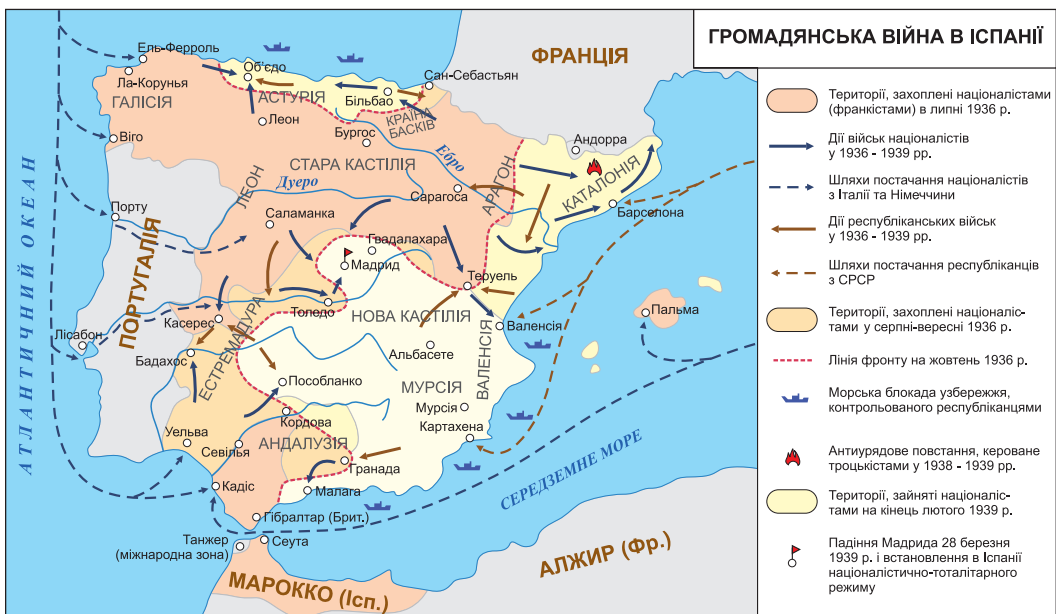 ГРОМАДЯНСЬКА ВІЙНА В ІСПАНІЇ
Території, захоплені націоналістами
(франкістами) в липні 1936 р.
Дії військ націоналістів
у 1936 - 1939 рр.
Шляхи постачання націоналістів
з Італії та Німеччини
Дії республіканських військ
у 1936 - 1939 рр.
Шляхи постачання республіканців
з СРСР
Території, захоплені націоналіс-
тами у серпні-вересні 1936 р.
Лінія фронту на жовтень 1936 р.
Морська блокада узбережжя,
контрольованого республіканцями
Антиурядове повстання, кероване
троцькістами у 1938 - 1939 рр.
Території, зайняті націоналіс-
тами на кінець лютого 1939 р.
Падіння Мадрида 28 березня
1939 р. і встановлення в Іспанії
націоналістично-тоталітарного
режиму
ФРАНЦІЯ
Ель-Ферроль
Ла-Корунья
ГАЛІСІЯ
Віго
Об'єдо
АСТУРІЯ
Леон
Більбао
Сан-Себастьян
КРАЇНА
БАСКІВ
Бургос
СТАРА КАСТІЛІЯ
Ебро
Андорра
КАТАЛОНІЯ
Барселона
АРАГОН
Сарагоса
ЛЕОН
Дуеро
Порту
Саламанка
Гвадалахара
Мадрид
Теруель
ПОРТУГАЛІЯ
АТЛАНТИЧНИЙ ОКЕАН
Лісабон
Касерес
Толедо
НОВА КАСТІЛІЯ
Валенсія
ВАЛЕНСІЯ
Пальма
ЕСТРЕМАДУРА
Бадахос
Альбасете
Пособланко
МУРСІЯ
Мурсія
Картахена
Кордова
АНДАЛУЗІЯ
Уельва
Севілья
Гранада
Малага
Кадіс
Гібралтар (Брит.)
СЕРЕДЗЕМНЕ МОРЕ
Танжер
(міжнародна зона)
Сеута
МАРОККО (Ісп.)
АЛЖИР (Фр.)